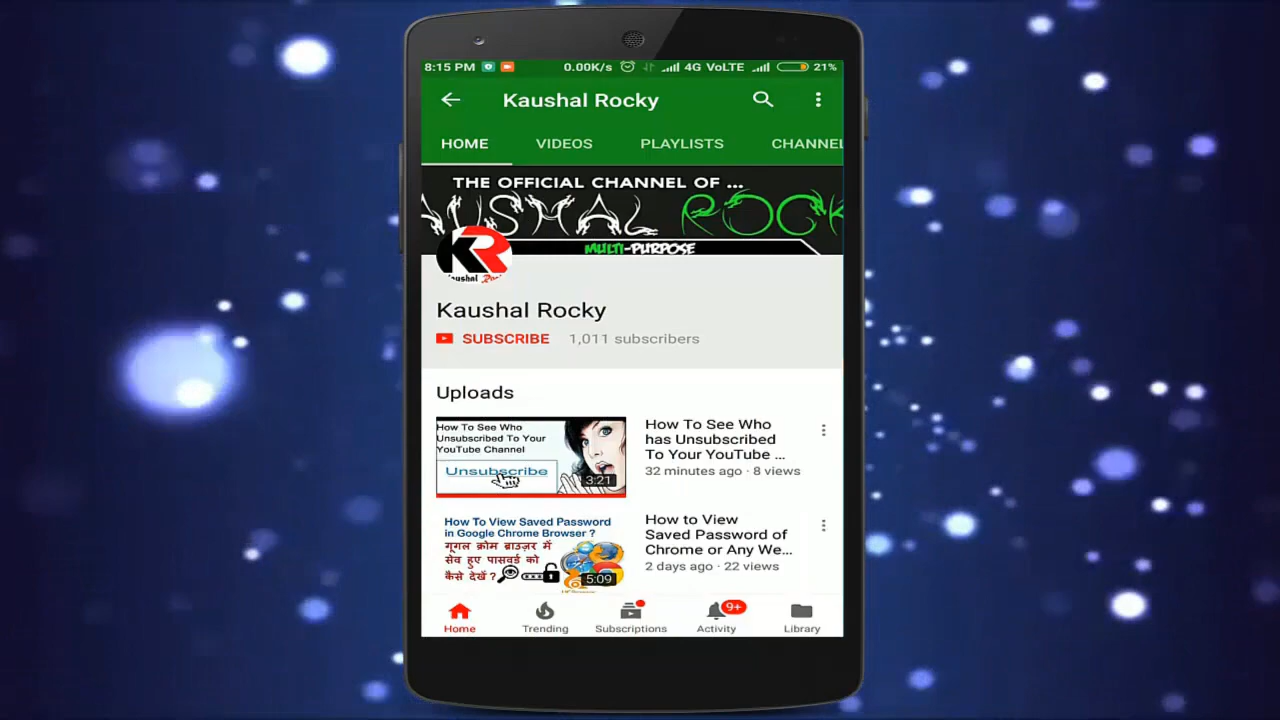 8:15 PM 0.00K/s 4G VoLTE 21%
Kaushal Rocky
HOME VIDEOS PLAYLISTS CHANNEL
THE OFFICIAL CHANNEL OF ...
AUSHAL ROCK
MULTI-PURPOSE
KR
Kaushal
Kaushal Rocky
SUBSCRIBE 1,011 subscribers
Uploads
How To See Who
Unsubscribed To Your
YouTube Channel
Unsubscribe
3:21
How To See Who
has Unsubscribed
To Your YouTube ...
32 minutes ago · 8 views
How To View Saved Password
in Google Chrome Browser ?
गूगल क्रोम ब्राउज़र में
सेव हुए पासवर्ड को
कैसे देखें ?
5:09
How to View
Saved Password of
Chrome or Any We...
2 days ago · 22 views
9+
Home Trending Subscriptions Activity Library